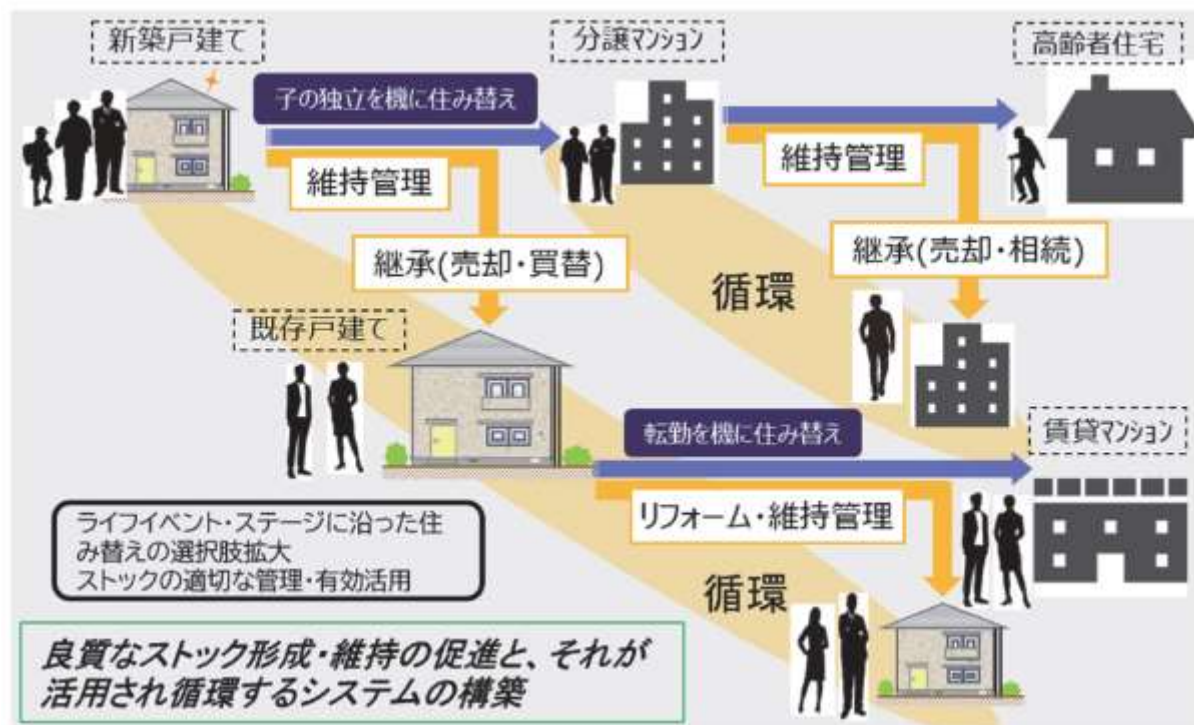 新築戸建て
分譲マンション
高齢者住宅
子の独立を機に住み替え
維持管理
維持管理
継承(売却・買替)
継承(売却・相続)
循環
既存戸建て
転勤を機に住み替え
賃貸マンション
リフォーム・維持管理
ライフイベント・ステージに沿った住
み替えの選択肢拡大
ストックの適切な管理・有効活用
循環
良質なストック形成・維持の促進と、それが
活用され循環するシステムの構築